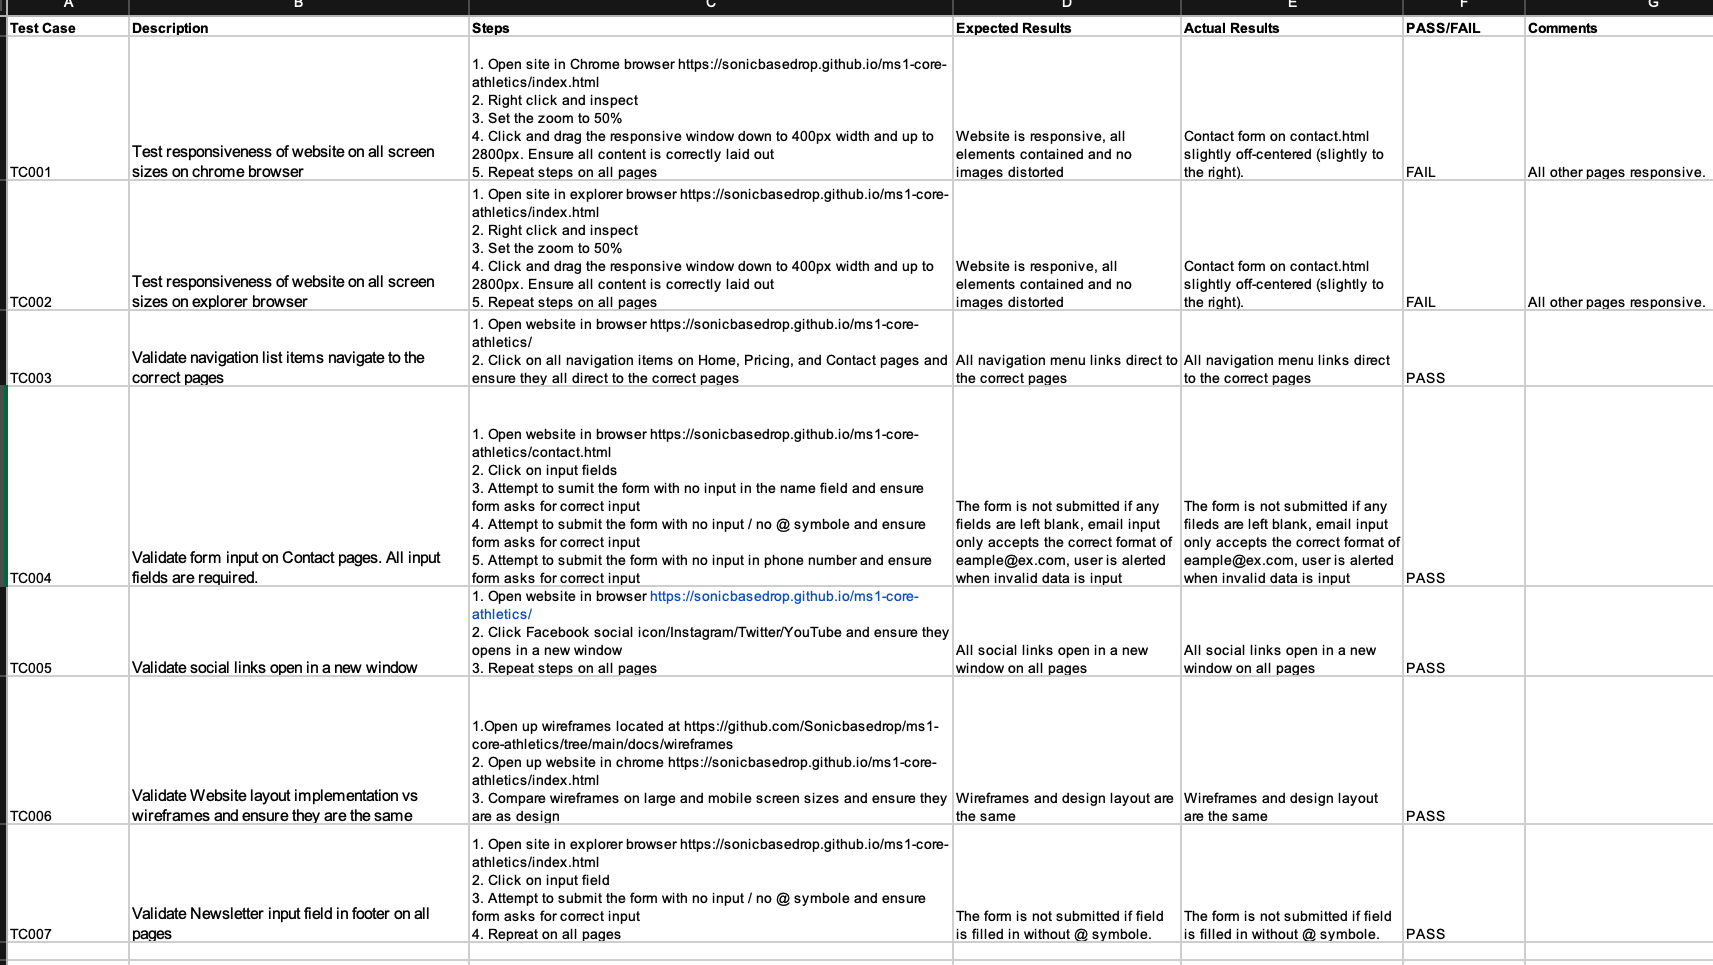 A B C D E F G
Test Case Description Steps Expected Results Actual Results PASS/FAIL Comments
TC001
Test responsiveness of website on all screen
sizes on chrome browser
1. Open site in Chrome browser https://sonicbasedrop.github.io/ms1-core-
athletics/index.html
2. Right click and inspect
3. Set the zoom to 50%
4. Click and drag the responsive window down to 400px width and up to
2800px. Ensure all content is correctly laid out
5. Repeat steps on all pages
Website is responsive, all
elements contained and no
images distorted
Contact form on contact.html
slightly off-centered (slightly to
the right).
FAIL
All other pages responsive.
TC002
Test responsiveness of website on all screen
sizes on explorer browser
1. Open site in explorer browser https://sonicbasedrop.github.io/ms1-core-
athletics/index.html
2. Right click and inspect
3. Set the zoom to 50%
4. Click and drag the responsive window down to 400px width and up to
2800px. Ensure all content is correctly laid out
5. Repeat steps on all pages
Website is responive, all
elements contained and no
images distorted
Contact form on contact.html
slightly off-centered (slightly to
the right).
FAIL
All other pages responsive.
TC003
Validate navigation list items navigate to the
correct pages
1. Open website in browser https://sonicbasedrop.github.io/ms1-core-
athletics/
2. Click on all navigation items on Home, Pricing, and Contact pages and
ensure they all direct to the correct pages
All navigation menu links direct to
the correct pages
All navigation menu links direct
to the correct pages
PASS
TC004
Validate form input on Contact pages. All input
fields are required.
1. Open website in browser https://sonicbasedrop.github.io/ms1-core-
athletics/contact.html
2. Click on input fields
3. Attempt to sumit the form with no input in the name field and ensure
form asks for correct input
4. Attempt to submit the form with no input / no @ symbole and ensure
form asks for correct input
5. Attempt to submit the form with no input in phone number and ensure
form asks for correct input
The form is not submitted if any
fields are left blank, email input
only accepts the correct format of
eample@ex.com, user is alerted
when invalid data is input
The form is not submitted if any
fileds are left blank, email input
only accepts the correct format of
eample@ex.com, user is alerted
when invalid data is input
PASS
TC005
Validate social links open in a new window
1. Open website in browser https://sonicbasedrop.github.io/ms1-core-
athletics/
2. Click Facebook social icon/Instagram/Twitter/YouTube and ensure they
opens in a new window
3. Repeat steps on all pages
All social links open in a new
window on all pages
All social links open in a new
window on all pages
PASS
TC006
Validate Website layout implementation vs
wireframes and ensure they are the same
1.Open up wireframes located at https://github.com/Sonicbasedrop/ms1-
core-athletics/tree/main/docs/wireframes
2. Open up website in chrome https://sonicbasedrop.github.io/ms1-core-
athletics/index.html
3. Compare wireframes on large and mobile screen sizes and ensure they
are as design
Wireframes and design layout are
the same
Wireframes and design layout
are the same
PASS
TC007
Validate Newsletter input field in footer on all
pages
1. Open site in explorer browser https://sonicbasedrop.github.io/ms1-core-
athletics/index.html
2. Click on input field
3. Attempt to submit the form with no input / no @ symbole and ensure
form asks for correct input
4. Repreat on all pages
The form is not submitted if field
is filled in without @ symbole.
The form is not submitted if field
is filled in without @ symbole.
PASS